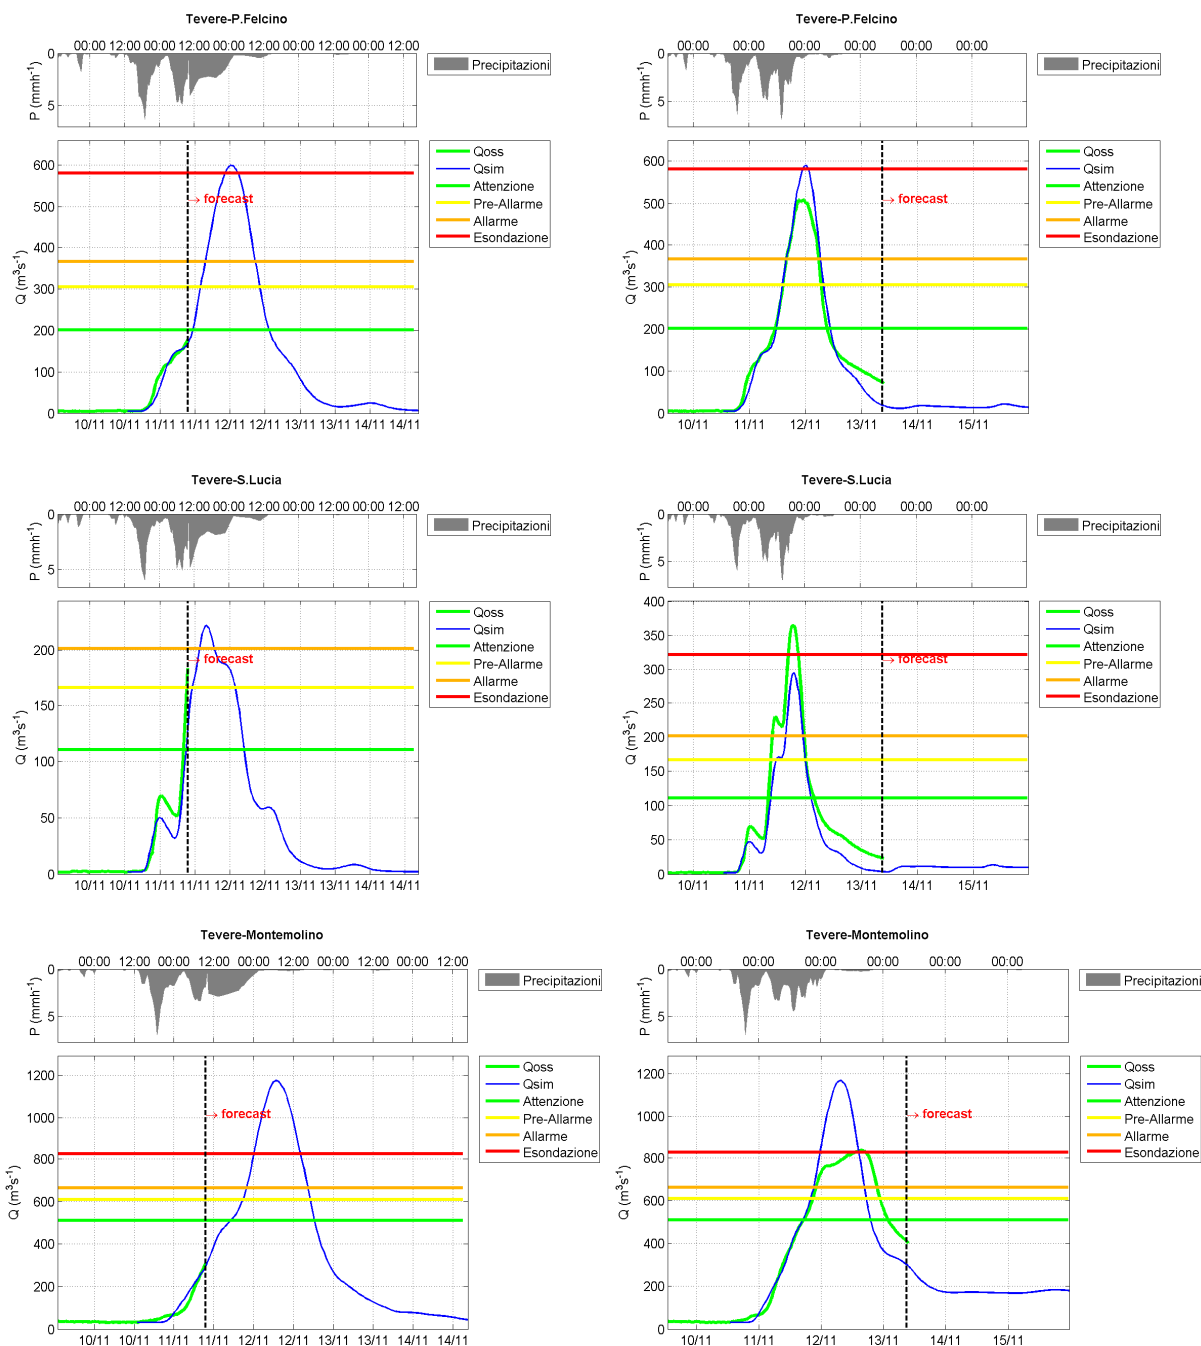 Tevere-P.Felcino
00:00 12:00 00:00 12:00 00:00 12:00 00:00 12:00 00:00 12:00
0
5
P (mmh-1)
Precipitazioni
600
500
400
300
200
100
0
Q (m3s-1)
→ forecast
Qoss
Qsim
Attenzione
Pre-Allarme
Allarme
Esondazione
10/11 10/11 11/11 11/11 12/11 12/11 13/11 13/11 14/11 14/11
Tevere-P.Felcino
00:00 00:00 00:00 00:00 00:00 00:00
0
5
P (mmh-1)
Precipitazioni
600
500
400
300
200
100
0
Q (m3s-1)
→ forecast
Qoss
Qsim
Attenzione
Pre-Allarme
Allarme
Esondazione
10/11 11/11 12/11 13/11 14/11 15/11
Tevere-S.Lucia
00:00 12:00 00:00 12:00 00:00 12:00 00:00 12:00 00:00 12:00
0
5
P (mmh-1)
Precipitazioni
200
150
100
50
0
Q (m3s-1)
→ forecast
Qoss
Qsim
Attenzione
Pre-Allarme
Allarme
Esondazione
10/11 10/11 11/11 11/11 12/11 12/11 13/11 13/11 14/11 14/11
Tevere-S.Lucia
00:00 00:00 00:00 00:00 00:00 00:00
0
5
P (mmh-1)
Precipitazioni
400
350
300
250
200
150
100
50
0
Q (m3s-1)
→ forecast
Qoss
Qsim
Attenzione
Pre-Allarme
Allarme
Esondazione
10/11 11/11 12/11 13/11 14/11 15/11
Tevere-Montemolino
00:00 12:00 00:00 12:00 00:00 12:00 00:00 12:00 00:00 12:00
0
5
P (mmh-1)
Precipitazioni
1200
1000
800
600
400
200
0
Q (m3s-1)
→ forecast
Qoss
Qsim
Attenzione
Pre-Allarme
Allarme
Esondazione
10/11 10/11 11/11 11/11 12/11 12/11 13/11 13/11 14/11 14/11
Tevere-Montemolino
00:00 00:00 00:00 00:00 00:00 00:00
0
5
P (mmh-1)
Precipitazioni
1200
1000
800
600
400
200
0
Q (m3s-1)
→ forecast
Qoss
Qsim
Attenzione
Pre-Allarme
Allarme
Esondazione
10/11 11/11 12/11 13/11 14/11 15/11